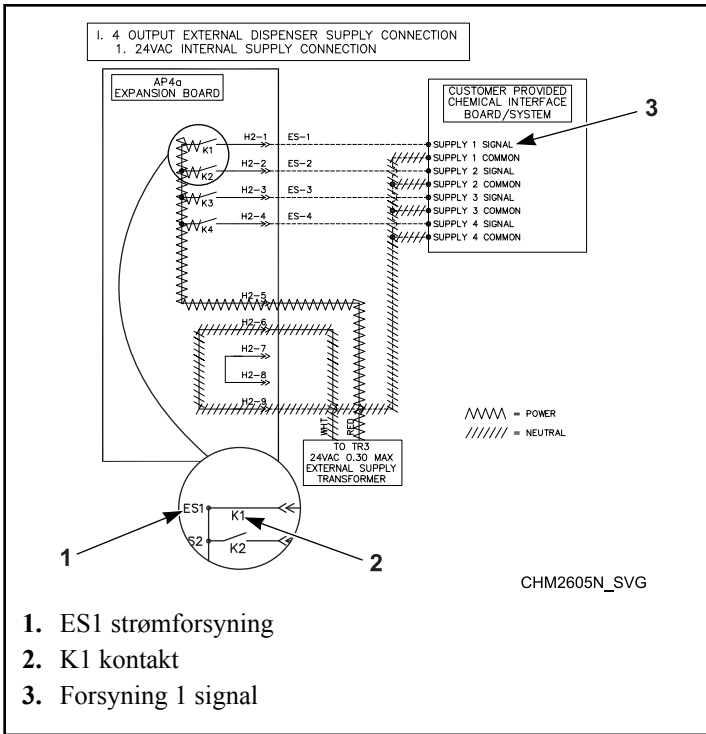 I. 4 OUTPUT EXTERNAL DISPENSER SUPPLY CONNECTION
1. 24VAC INTERNAL SUPPLY CONNECTION
AP4a
EXPANSION BOARD
CUSTOMER PROVIDED
CHEMICAL INTERFACE
BOARD/SYSTEM
3
K1
H2-1
ES-1
SUPPLY 1 SIGNAL
SUPPLY 1 COMMON
K2
H2-2
ES-2
SUPPLY 2 SIGNAL
SUPPLY 2 COMMON
K3
H2-3
ES-3
SUPPLY 3 SIGNAL
SUPPLY 3 COMMON
K4
H2-4
ES-4
SUPPLY 4 SIGNAL
SUPPLY 4 COMMON
H2-5
H2-6
H2-7
H2-8
H2-9
WHT
RED
= POWER
= NEUTRAL
TO TR3
24VAC 0.30 MAX
EXTERNAL SUPPLY
TRANSFORMER
ES1
K1
S2
K2
1
2
CHM2605N_SVG
1. ES1 strømforsyning
2. K1 kontakt
3. Forsyning 1 signal